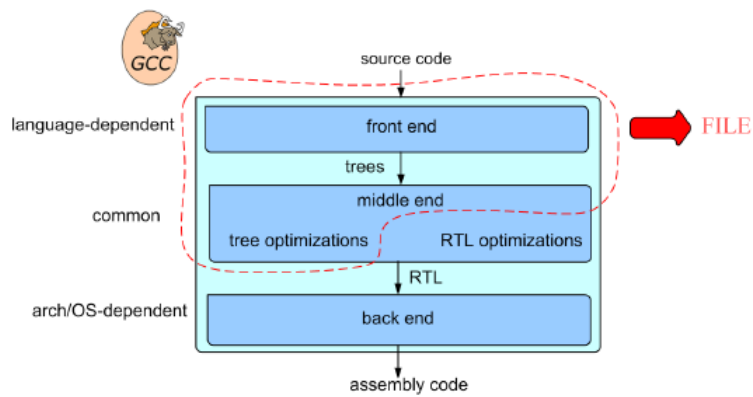 GCC
source code
language-dependent
front end
FILE
trees
middle end
common
tree optimizations
RTL optimizations
RTL
arch/OS-dependent
back end
assembly code